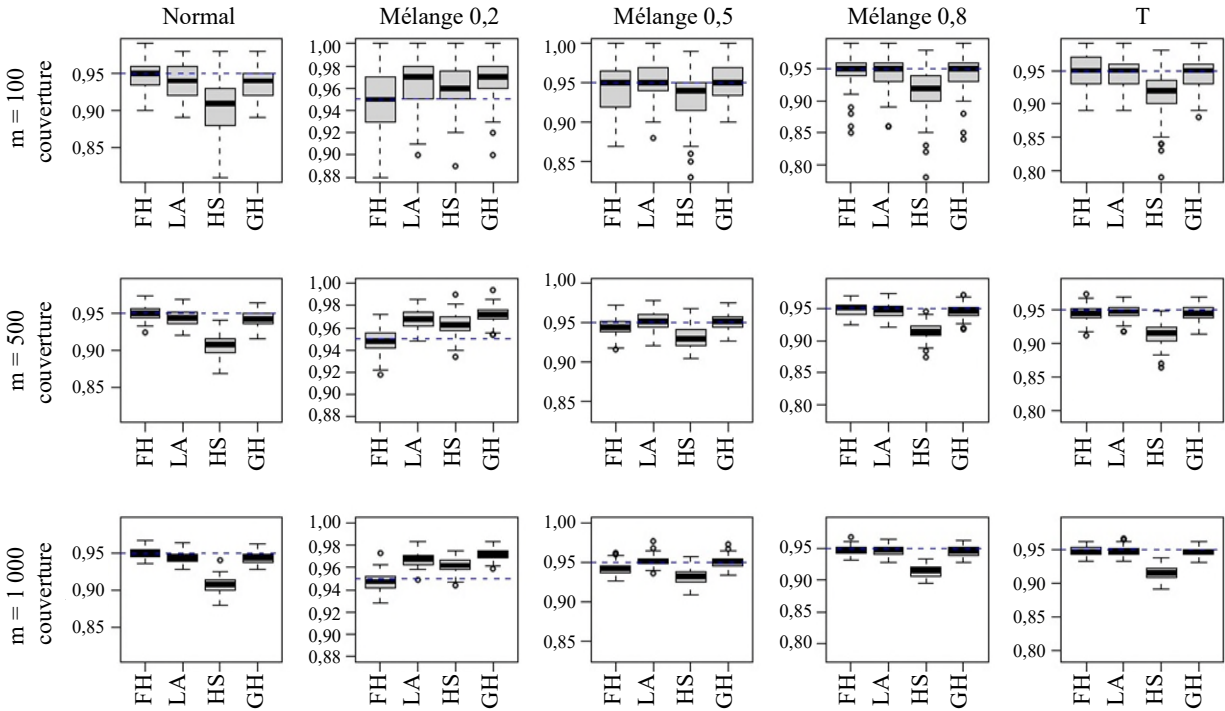 Normal
Mélange 0,2
Mélange 0,5
Mélange 0,8
T
m = 100
couverture
0,95
0,90
0,85
FH
LA
HS
GH
1,00
0,98
0,96
0,94
0,92
0,90
0,88
FH
LA
HS
GH
1,00
0,95
0,90
0,85
FH
LA
HS
GH
0,95
0,90
0,85
0,80
FH
LA
HS
GH
0,95
0,90
0,85
0,80
FH
LA
HS
GH
m = 500
couverture
0,95
0,90
0,85
FH
LA
HS
GH
1,00
0,98
0,96
0,94
0,92
0,90
0,88
FH
LA
HS
GH
1,00
0,95
0,90
0,85
FH
LA
HS
GH
0,95
0,90
0,85
0,80
FH
LA
HS
GH
0,95
0,90
0,85
0,80
FH
LA
HS
GH
m = 1 000
couverture
0,95
0,90
0,85
FH
LA
HS
GH
1,00
0,98
0,96
0,94
0,92
0,90
0,88
FH
LA
HS
GH
1,00
0,95
0,90
0,85
FH
LA
HS
GH
0,95
0,90
0,85
0,80
FH
LA
HS
GH
0,95
0,90
0,85
0,80
FH
LA
HS
GH